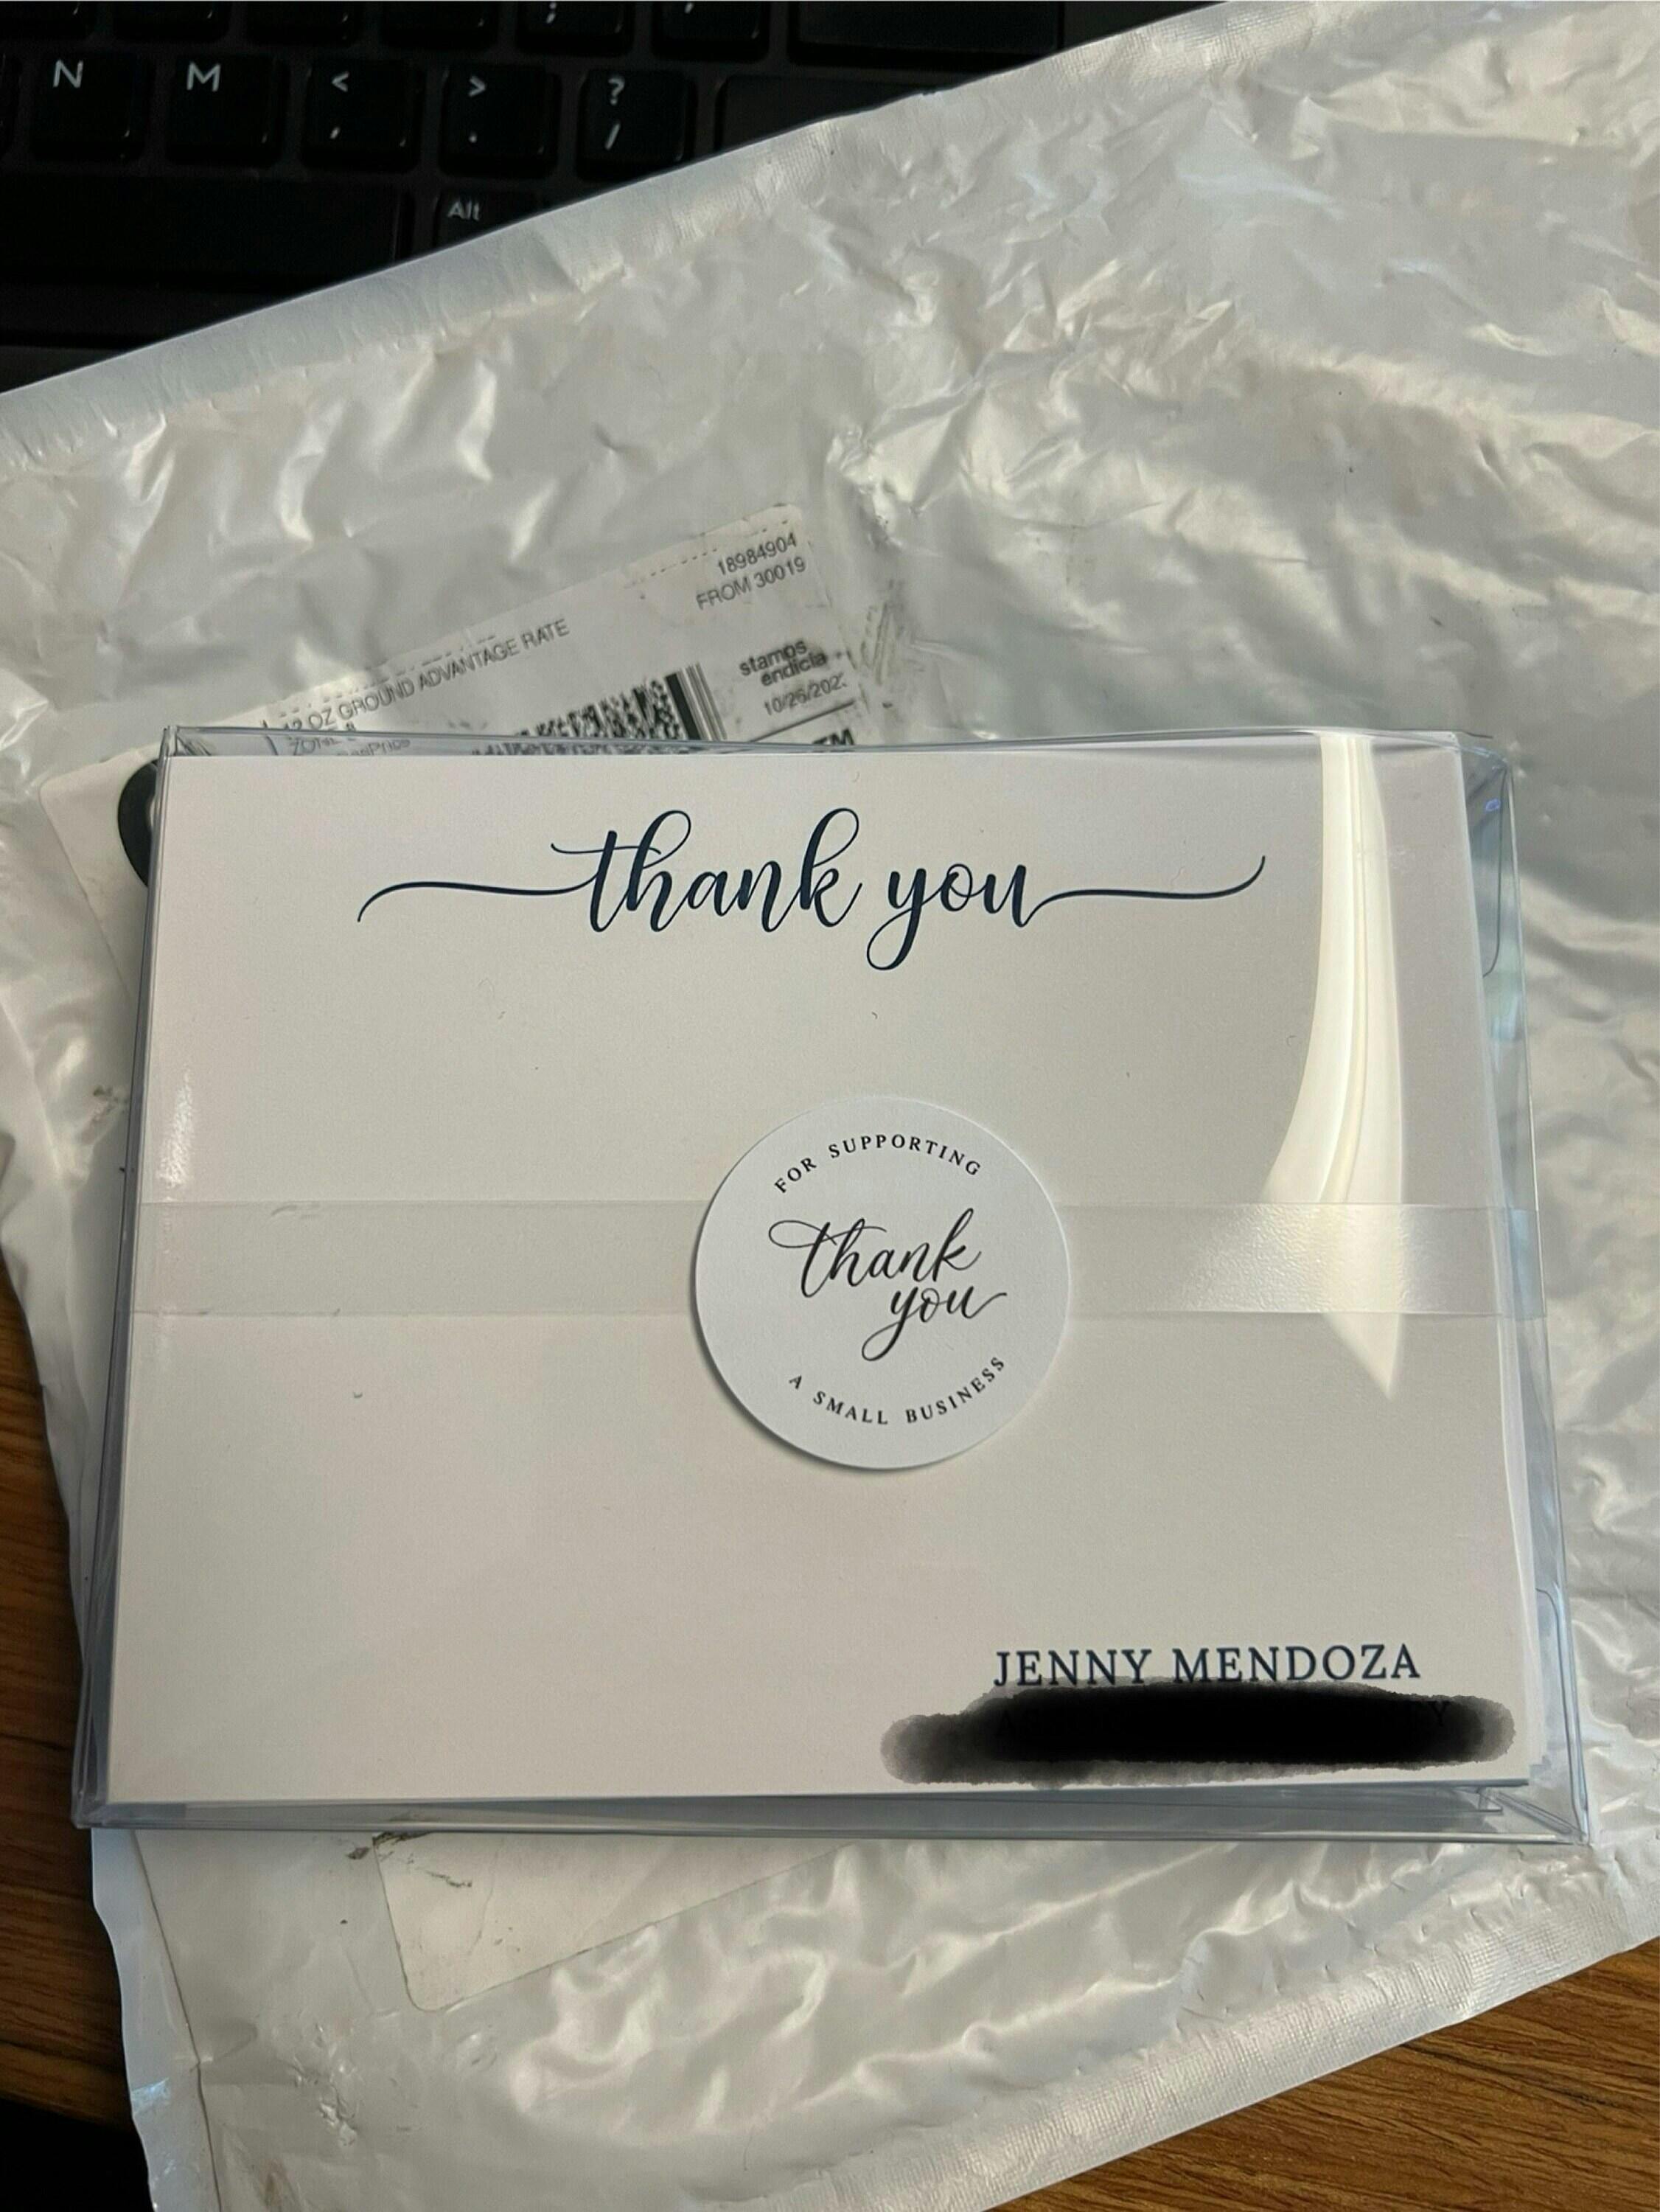 N M < >  ?
, . /
Alt
18984904
FROM 30019
OZ GROUND ADVANTAGE RATE
ZONE
stamps
endicia
thank you
FOR SUPPORTING
thank
you
A SMALL BUSINESS
JENNY MENDOZA